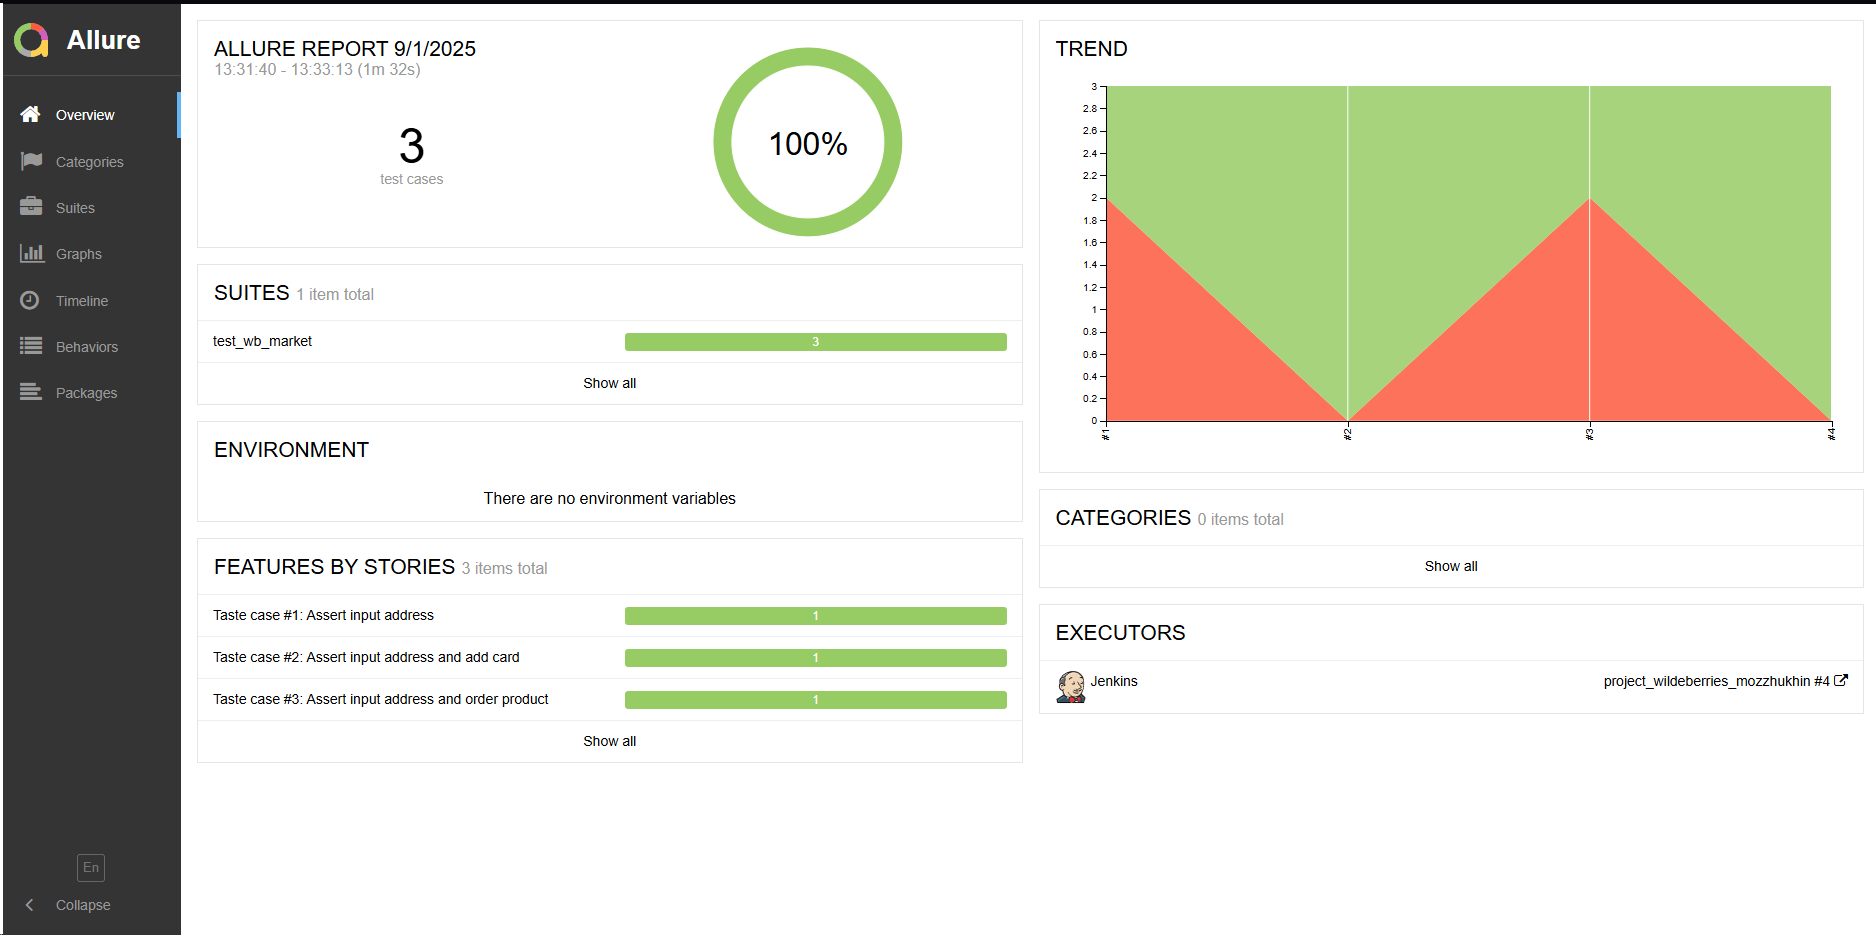 Allure
Overview
Categories
Suites
Graphs
Timeline
Behaviors
Packages
En
Collapse
ALLURE REPORT 9/1/2025
13:31:40 - 13:33:13 (1m 32s)
3
test cases
100%
SUITES 1 item total
test_wb_market 3
Show all
ENVIRONMENT
There are no environment variables
FEATURES BY STORIES 3 items total
Taste case #1: Assert input address 1
Taste case #2: Assert input address and add card 1
Taste case #3: Assert input address and order product 1
Show all
TREND
3
2.8
2.6
2.4
2.2
2
1.8
1.6
1.4
1.2
1
0.8
0.6
0.4
0.2
0
#1
#2
#3
#4
CATEGORIES 0 items total
Show all
EXECUTORS
Jenkins project_wildeberries_mozzhukhin #4